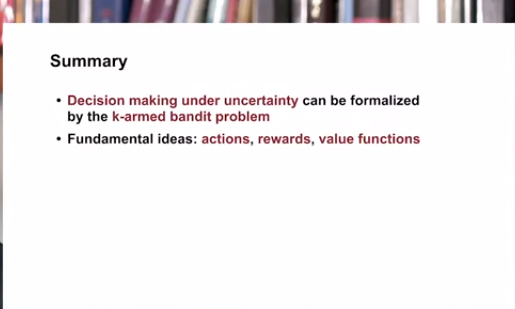 Summary
• Decision making under uncertainty can be formalized
by the k-armed bandit problem
• Fundamental ideas: actions, rewards, value functions